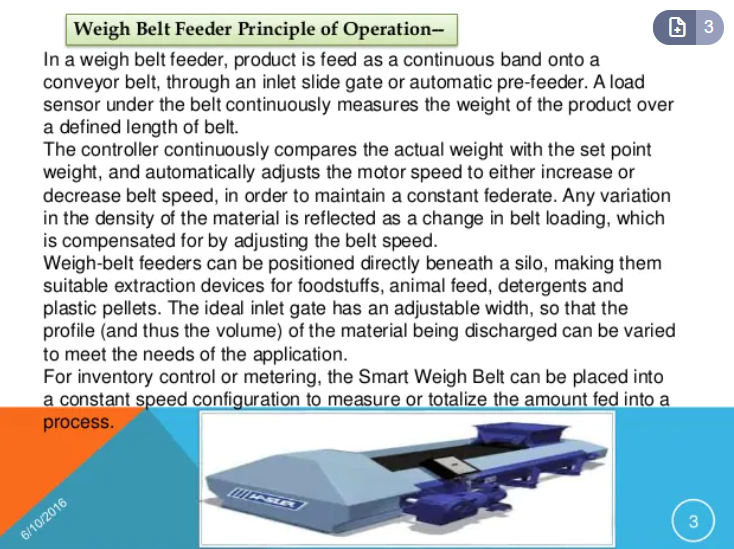 Weigh Belt Feeder Principle of Operation--
3
In a weigh belt feeder, product is feed as a continuous band onto a
conveyor belt, through an inlet slide gate or automatic pre-feeder. A load
sensor under the belt continuously measures the weight of the product over
a defined length of belt.
The controller continuously compares the actual weight with the set point
weight, and automatically adjusts the motor speed to either increase or
decrease belt speed, in order to maintain a constant federate. Any variation
in the density of the material is reflected as a change in belt loading, which
is compensated for by adjusting the belt speed.
Weigh-belt feeders can be positioned directly beneath a silo, making them
suitable extraction devices for foodstuffs, animal feed, detergents and
plastic pellets. The ideal inlet gate has an adjustable width, so that the
profile (and thus the volume) of the material being discharged can be varied
to meet the needs of the application.
For inventory control or metering, the Smart Weigh Belt can be placed into
a constant speed configuration to measure or totalize the amount fed into a
process.
HASLER
6/10/2016
3